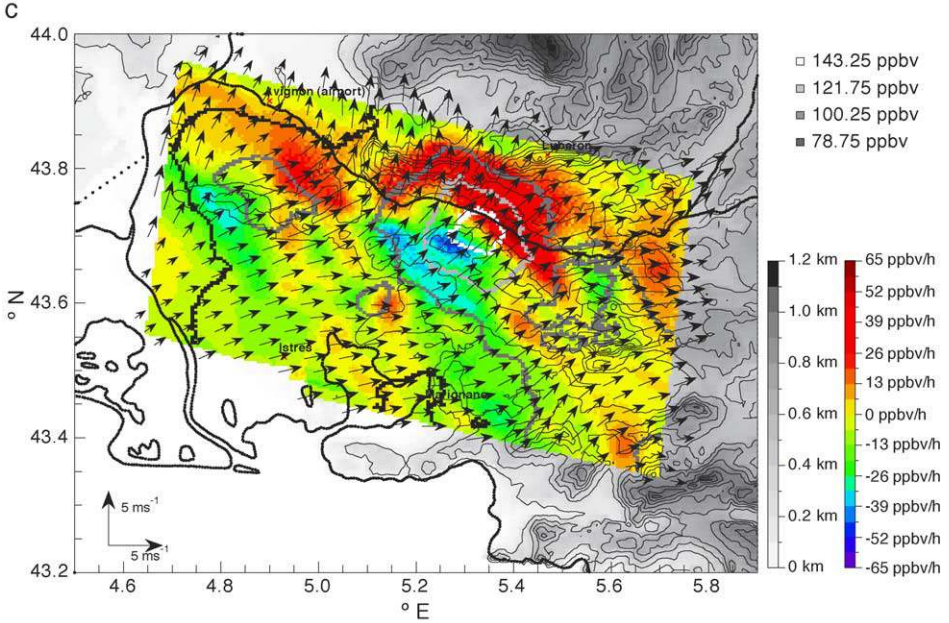 C
44.0
43.8
43.6
43.4
43.2
° N
4.6
5.0
5.2
5.4
5.6
5.8
4.8
° E
Avignon (airport)
Luberon
Istres
Marignane
5 ms-1
5 ms-1
143.25 ppbv
121.75 ppbv
100.25 ppbv
78.75 ppbv
1.2 km
1.0 km
0.8 km
0.6 km
0.4 km
0.2 km
0 km
65 ppbv/h
52 ppbv/h
39 ppbv/h
26 ppbv/h
13 ppbv/h
0 ppbv/h
-13 ppbv/h
-26 ppbv/h
-39 ppbv/h
-52 ppbv/h
-65 ppbv/h